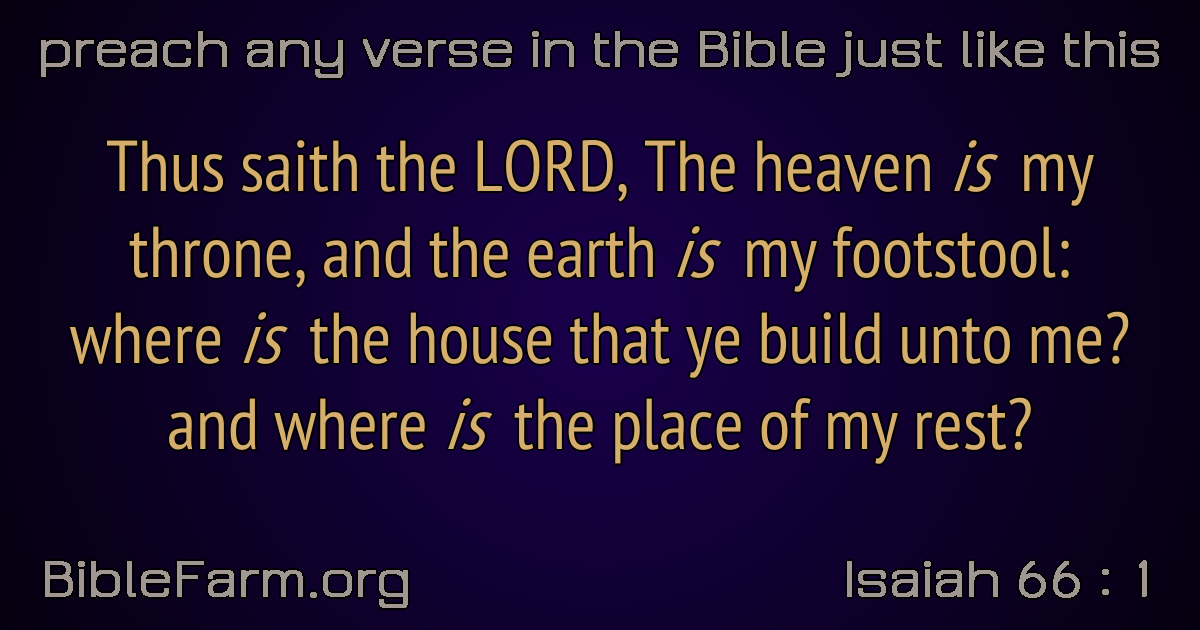 preach any verse in the Bible just like this
Thus saith the LORD, The heaven is my
throne, and the earth is my footstool:
where is the house that ye build unto me?
and where is the place of my rest?
BibleFarm.org
Isaiah 66 : 1